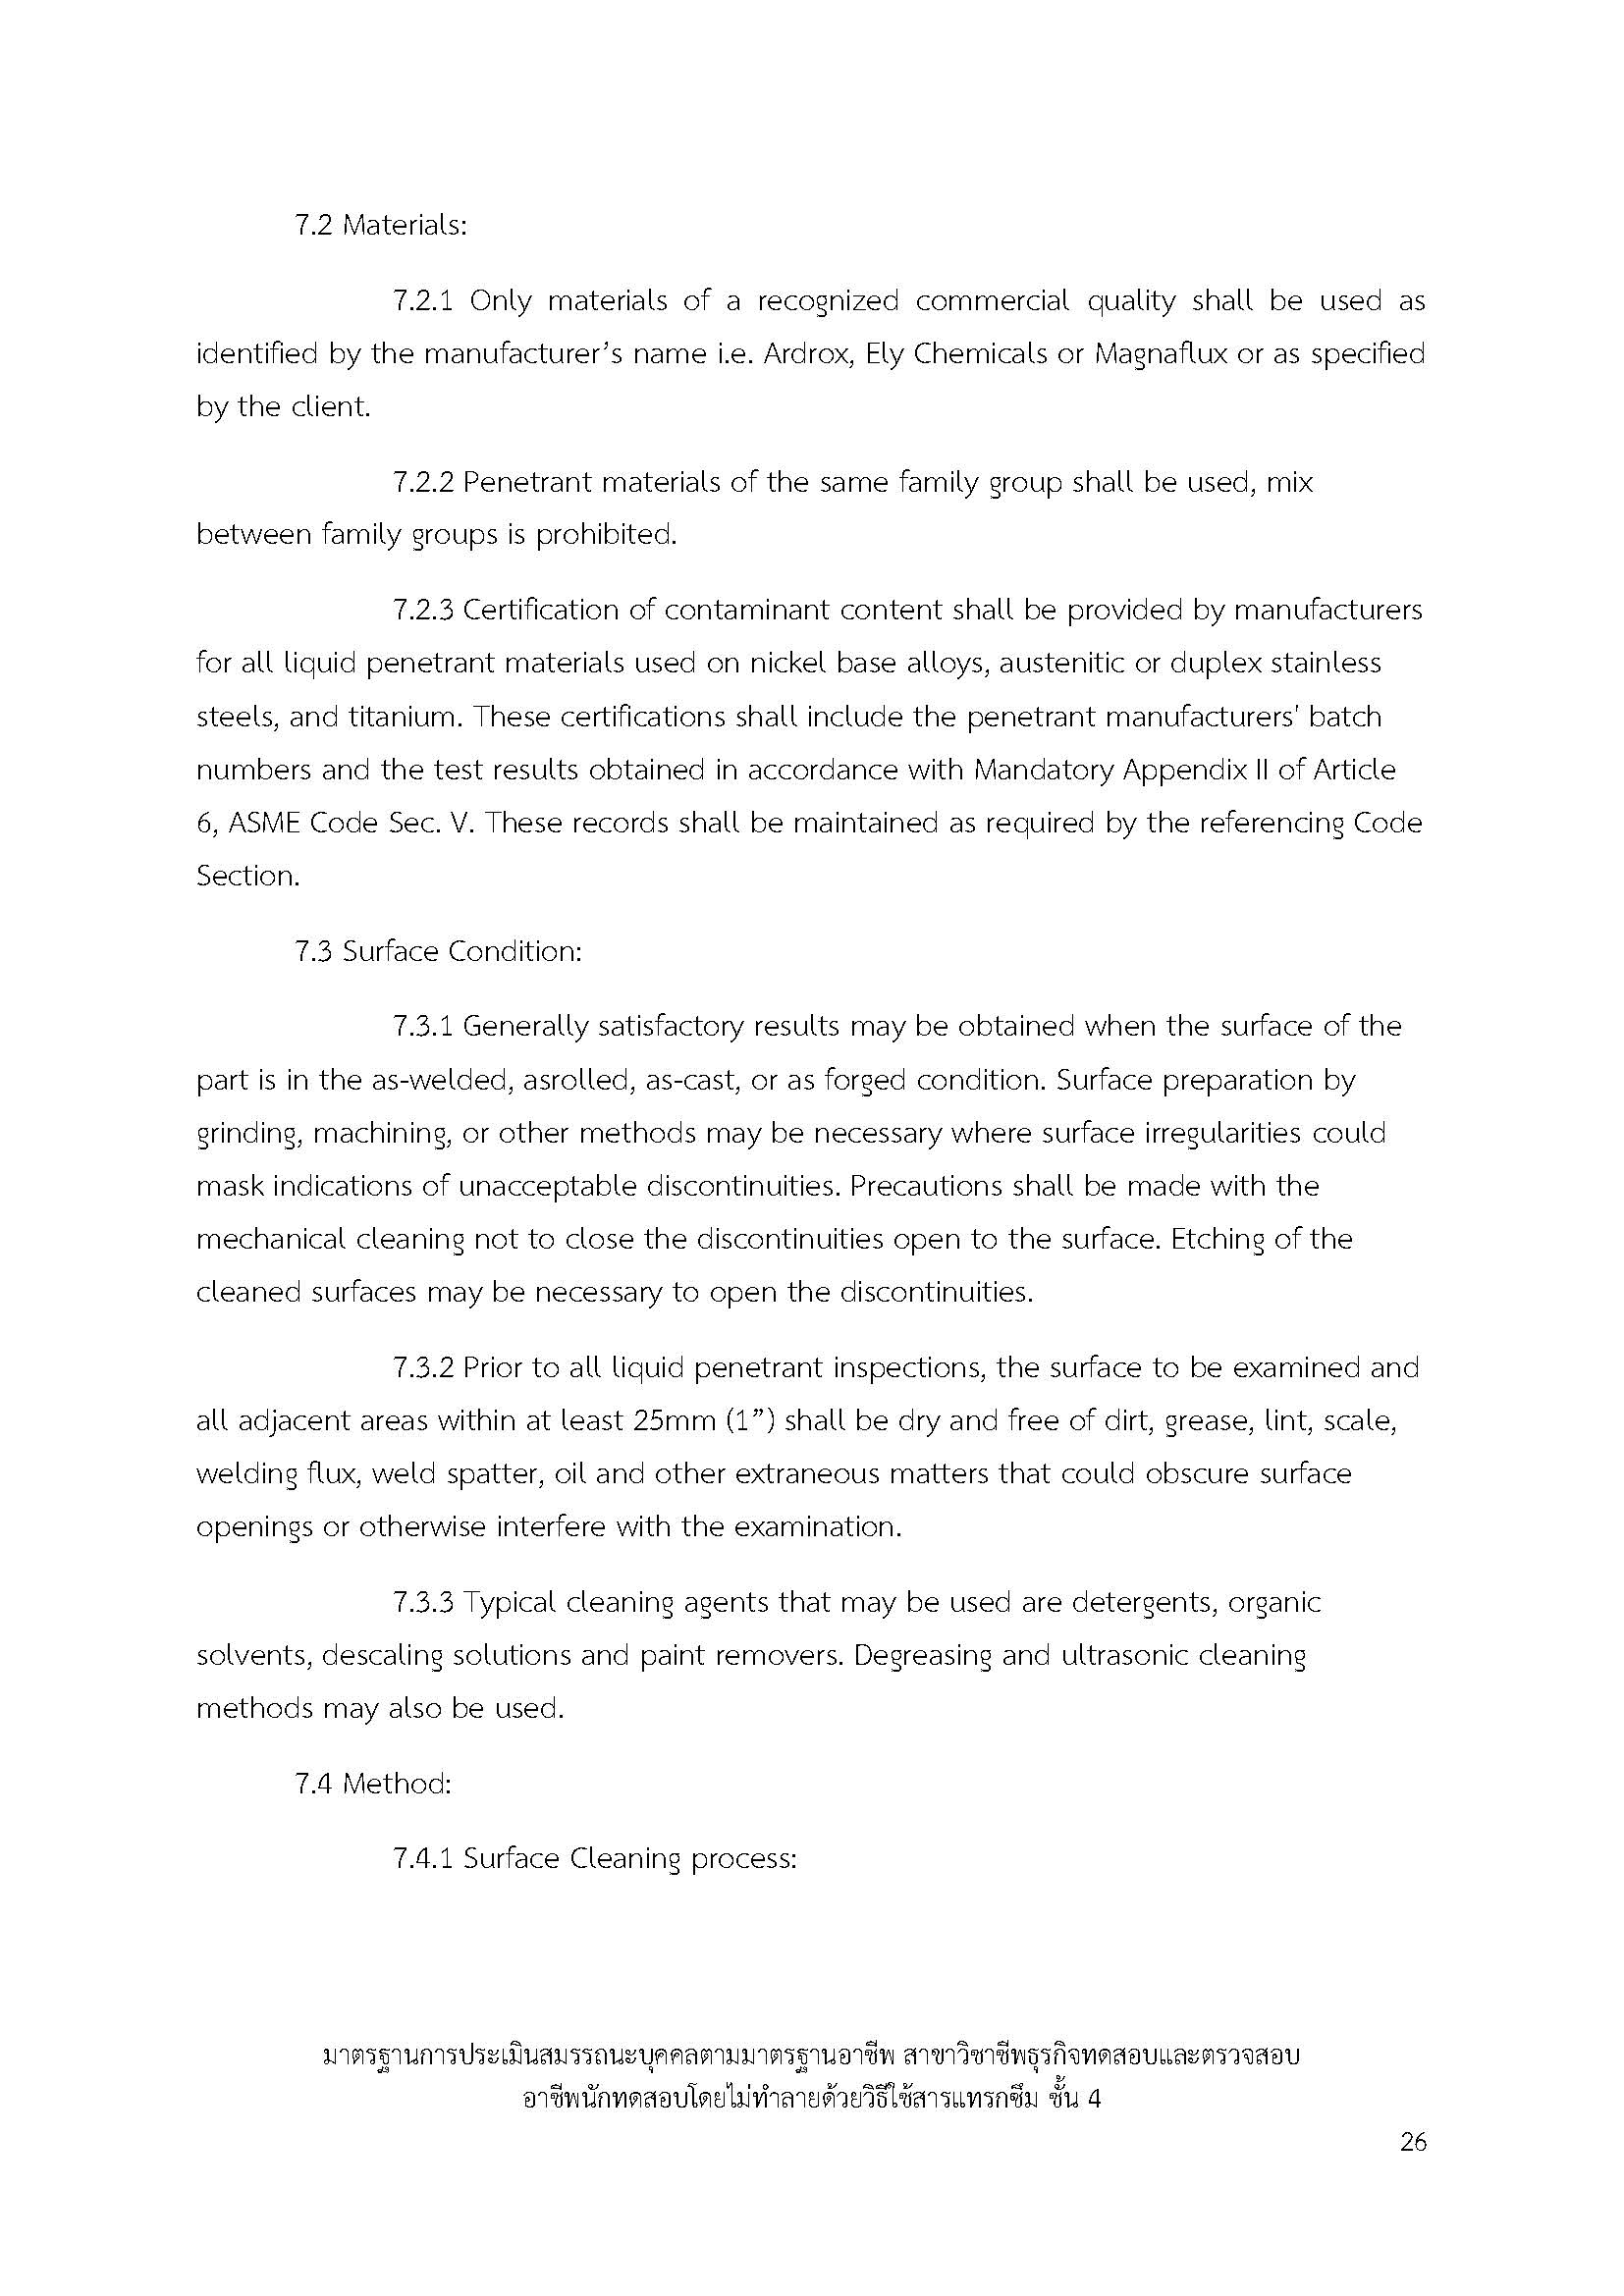 7.2 Materials:
7.2.1 Only materials of a recognized commercial quality shall be used as
identified by the manufacturer’s name i.e. Ardrox, Ely Chemicals or Magnaflux or as specified
by the client.
7.2.2 Penetrant materials of the same family group shall be used, mix
between family groups is prohibited.
7.2.3 Certification of contaminant content shall be provided by manufacturers
for all liquid penetrant materials used on nickel base alloys, austenitic or duplex stainless
steels, and titanium. These certifications shall include the penetrant manufacturers' batch
numbers and the test results obtained in accordance with Mandatory Appendix II of Article
6, ASME Code Sec. V. These records shall be maintained as required by the referencing Code
Section.
7.3 Surface Condition:
7.3.1 Generally satisfactory results may be obtained when the surface of the
part is in the as-welded, asrolled, as-cast, or as forged condition. Surface preparation by
grinding, machining, or other methods may be necessary where surface irregularities could
mask indications of unacceptable discontinuities. Precautions shall be made with the
mechanical cleaning not to close the discontinuities open to the surface. Etching of the
cleaned surfaces may be necessary to open the discontinuities.
7.3.2 Prior to all liquid penetrant inspections, the surface to be examined and
all adjacent areas within at least 25mm (1”) shall be dry and free of dirt, grease, lint, scale,
welding flux, weld spatter, oil and other extraneous matters that could obscure surface
openings or otherwise interfere with the examination.
7.3.3 Typical cleaning agents that may be used are detergents, organic
solvents, descaling solutions and paint removers. Degreasing and ultrasonic cleaning
methods may also be used.
7.4 Method:
7.4.1 Surface Cleaning process:
มาตรฐานการประเมินสมรรถนะบุคคลตามมาตรฐานอาชีพ สาขาวิชาชีพธุรกิจทดสอบและตรวจสอบ
อาชีพนักทดสอบโดยไม่ทำลายด้วยวิธีใช้สารแทรกซึม ชั้น 4
26